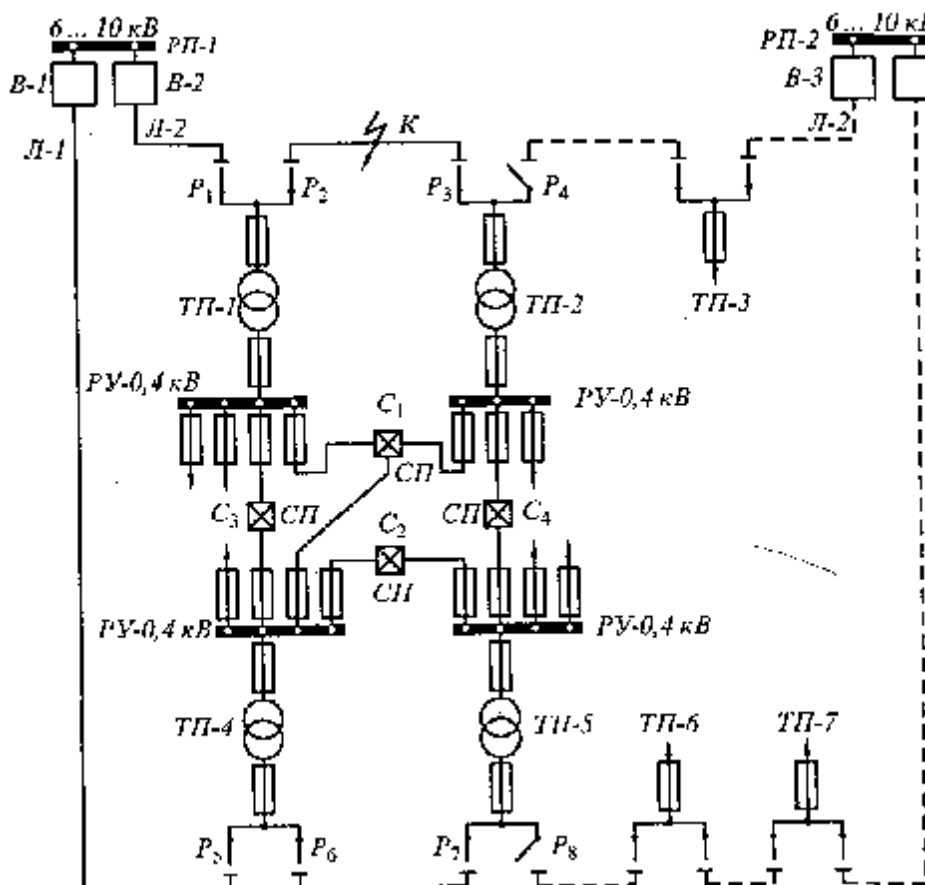 6 ... 10 кВ
РП-1
В-1
В-2
Л-1
Л-2
К
6 ... 10 кВ
РП-2
В-3
Л-2
Р₁
Р₂
Р₃
Р₄
ТП-1
ТП-2
ТП-3
РУ-0,4 кВ
С₁
РУ-0,4 кВ
СП
С₃
СП
СП
С₄
С₂
СП
РУ-0,4 кВ
РУ-0,4 кВ
ТП-4
ТП-5
ТП-6
ТП-7
Р₅
Р₆
Р₇
Р₈